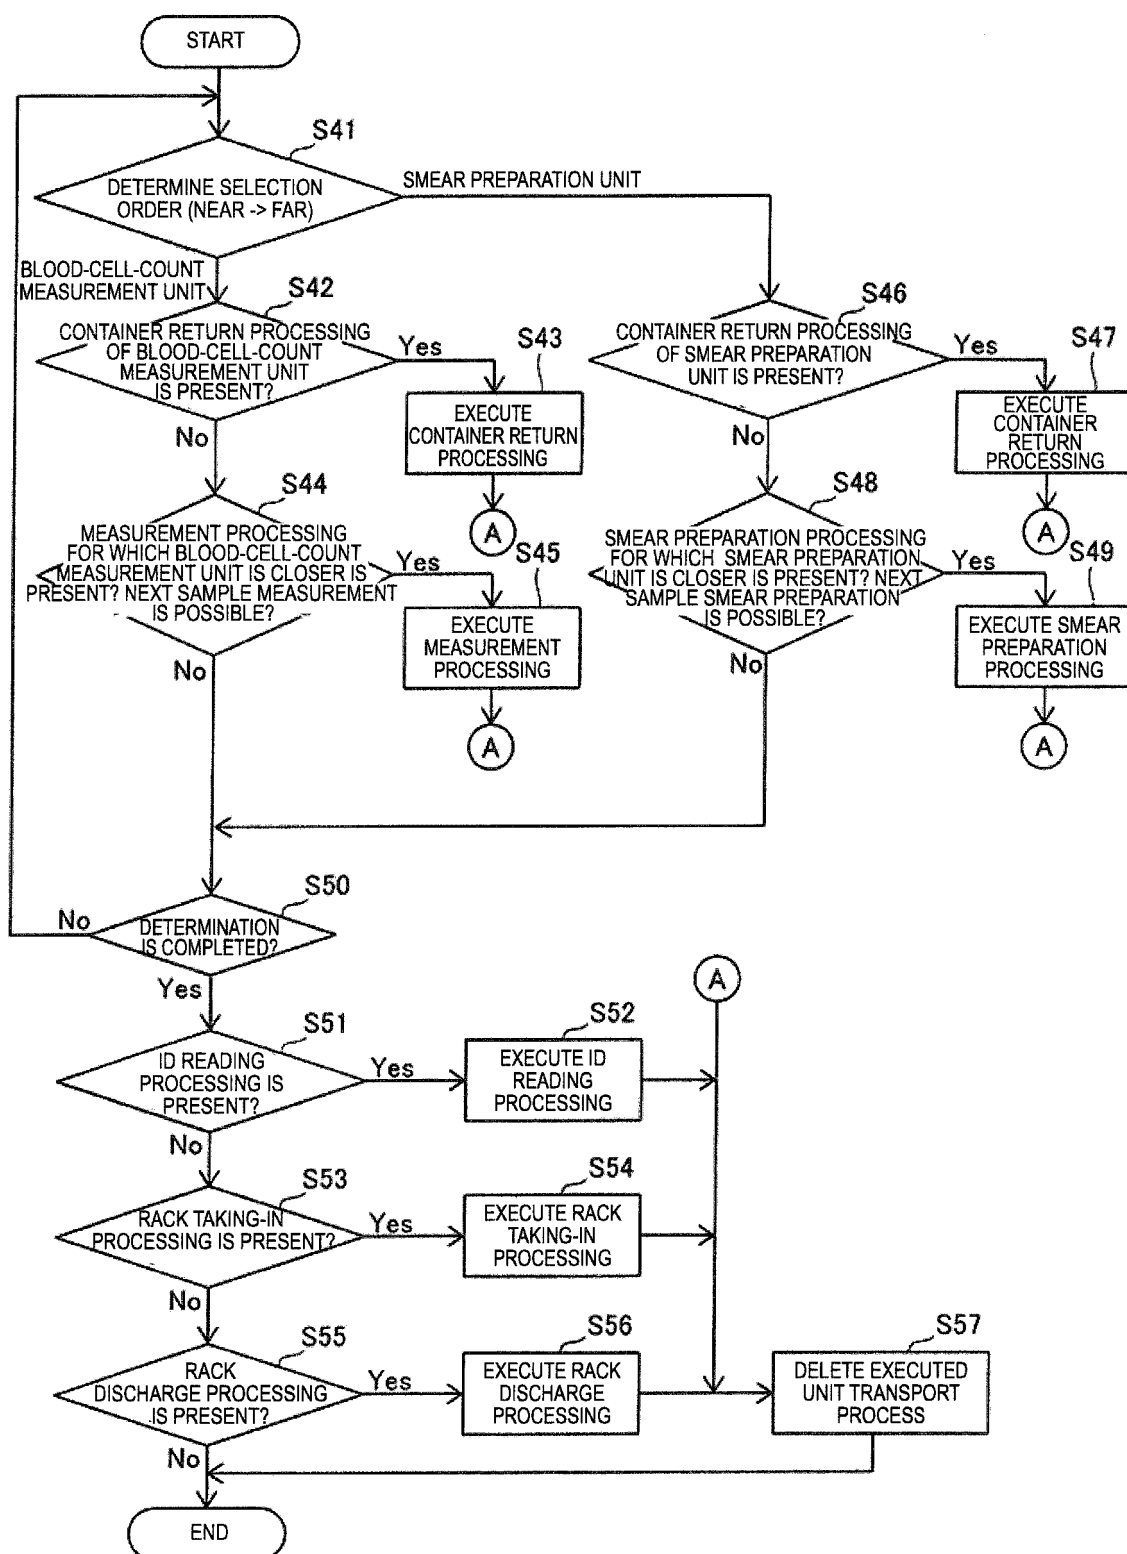 START
S41
DETERMINE SELECTION
ORDER (NEAR -> FAR)
SMEAR PREPARATION UNIT
BLOOD-CELL-COUNT
MEASUREMENT UNIT
S42
CONTAINER RETURN PROCESSING
OF BLOOD-CELL-COUNT
MEASUREMENT UNIT
IS PRESENT?
Yes
No
S43
EXECUTE
CONTAINER RETURN
PROCESSING
A
S46
CONTAINER RETURN PROCESSING
OF SMEAR PREPARATION
UNIT IS PRESENT?
Yes
No
S47
EXECUTE
CONTAINER
RETURN
PROCESSING
A
S44
MEASUREMENT PROCESSING
FOR WHICH BLOOD-CELL-COUNT
MEASUREMENT UNIT IS CLOSER IS
PRESENT? NEXT SAMPLE MEASUREMENT
IS POSSIBLE?
Yes
No
S45
EXECUTE
MEASUREMENT
PROCESSING
A
S48
SMEAR PREPARATION PROCESSING
FOR WHICH SMEAR PREPARATION
UNIT IS CLOSER IS PRESENT? NEXT
SAMPLE SMEAR PREPARATION
IS POSSIBLE?
Yes
No
S49
EXECUTE SMEAR
PREPARATION
PROCESSING
A
S50
DETERMINATION
IS COMPLETED?
No
Yes
A
S51
ID READING
PROCESSING IS
PRESENT?
Yes
No
S52
EXECUTE ID
READING
PROCESSING
S53
RACK TAKING-IN
PROCESSING IS PRESENT?
Yes
No
S54
EXECUTE RACK
TAKING-IN
PROCESSING
S55
RACK
DISCHARGE PROCESSING
IS PRESENT?
Yes
No
S56
EXECUTE RACK
DISCHARGE
PROCESSING
S57
DELETE EXECUTED
UNIT TRANSPORT
PROCESS
END